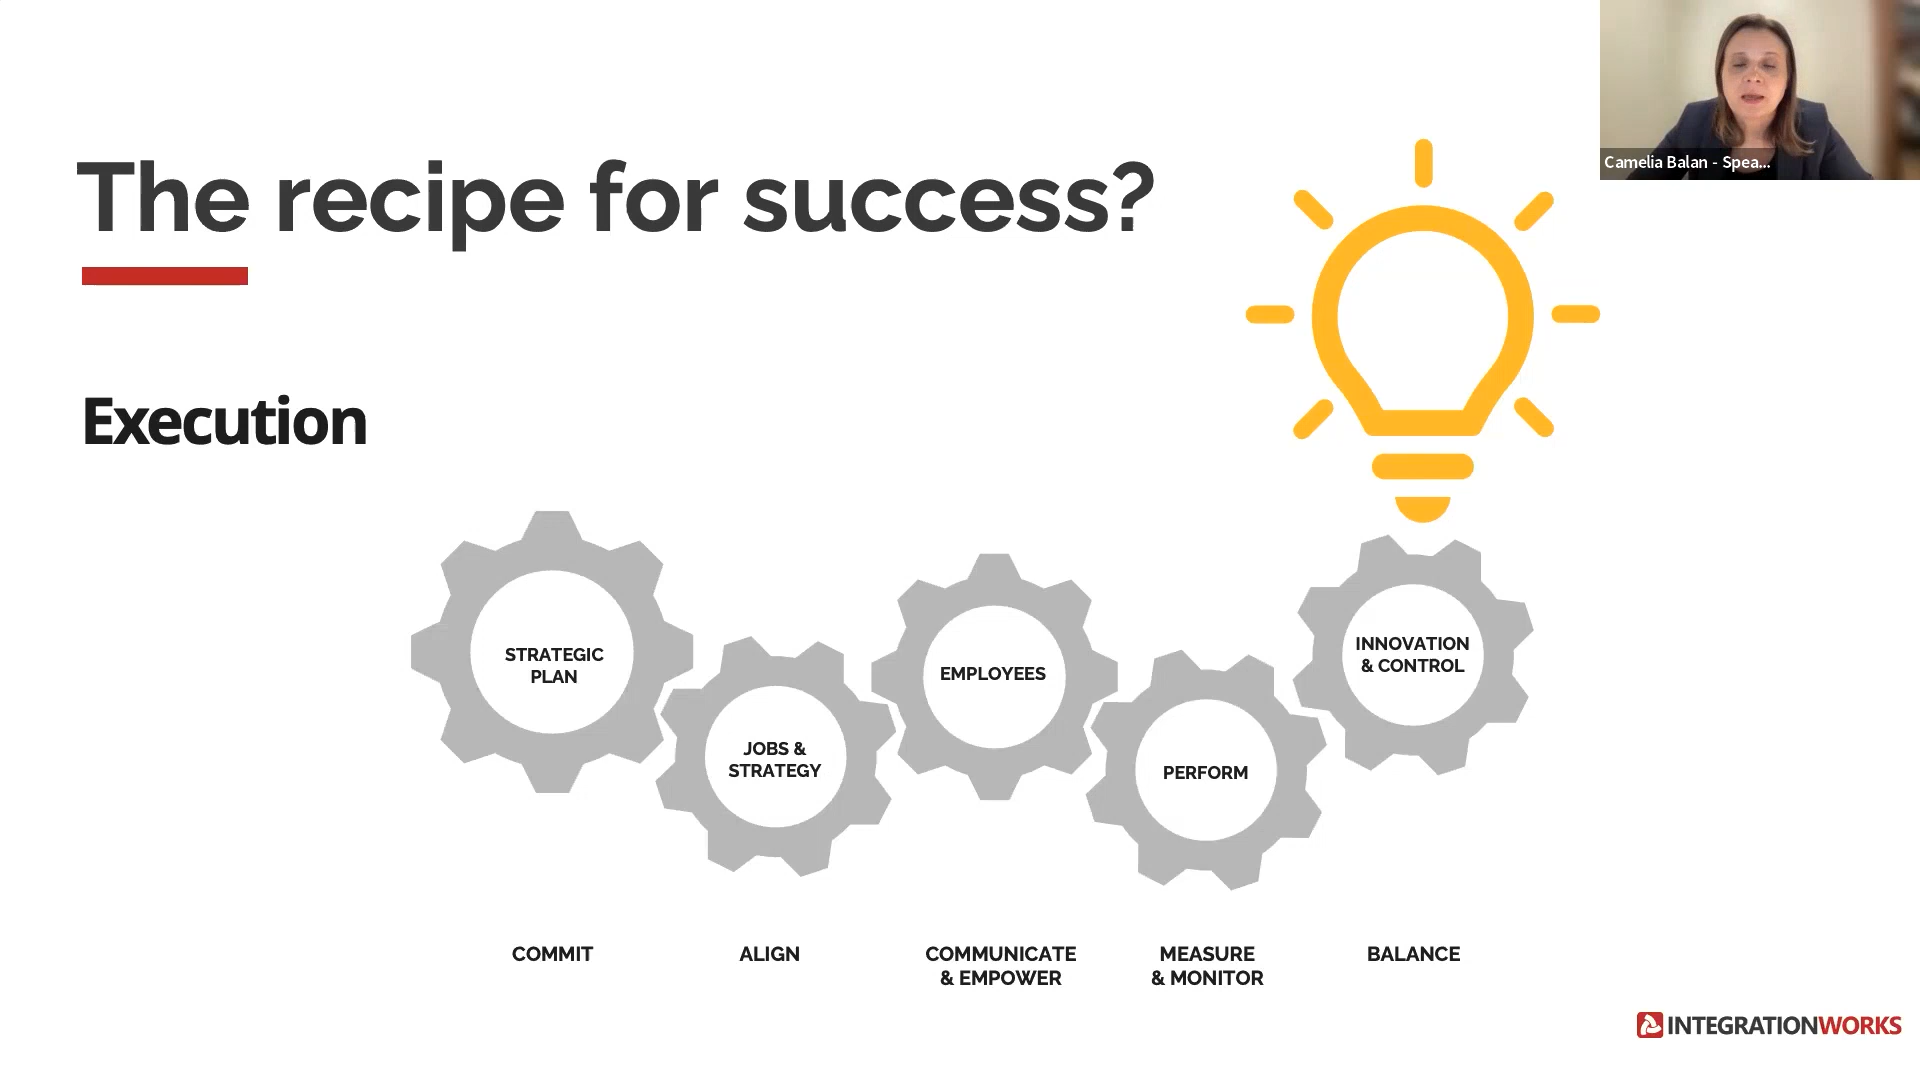 Camelia Balan - Spea...
The recipe for success?
Execution
STRATEGIC
PLAN
JOBS &
STRATEGY
EMPLOYEES
PERFORM
INNOVATION
& CONTROL
COMMIT
ALIGN
COMMUNICATE
& EMPOWER
MEASURE
& MONITOR
BALANCE
INTEGRATIONWORKS